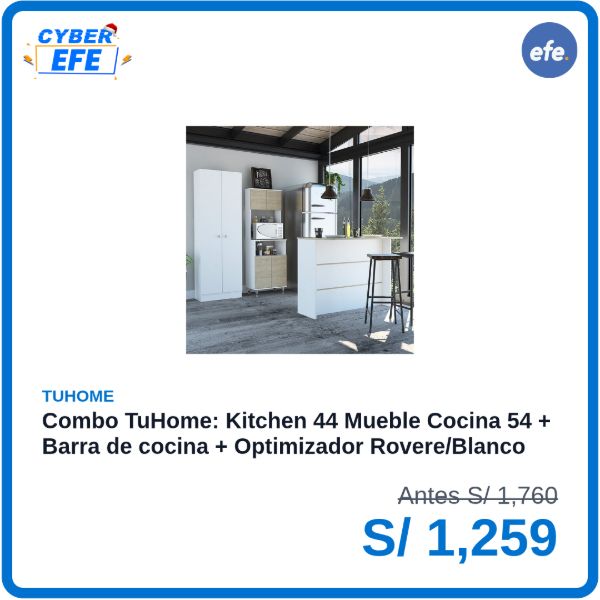 CYBER
EFE
efe.
TUHOME
Combo TuHome: Kitchen 44 Mueble Cocina 54 +
Barra de cocina + Optimizador Rovere/Blanco
Antes S/ 1,760
S/ 1,259